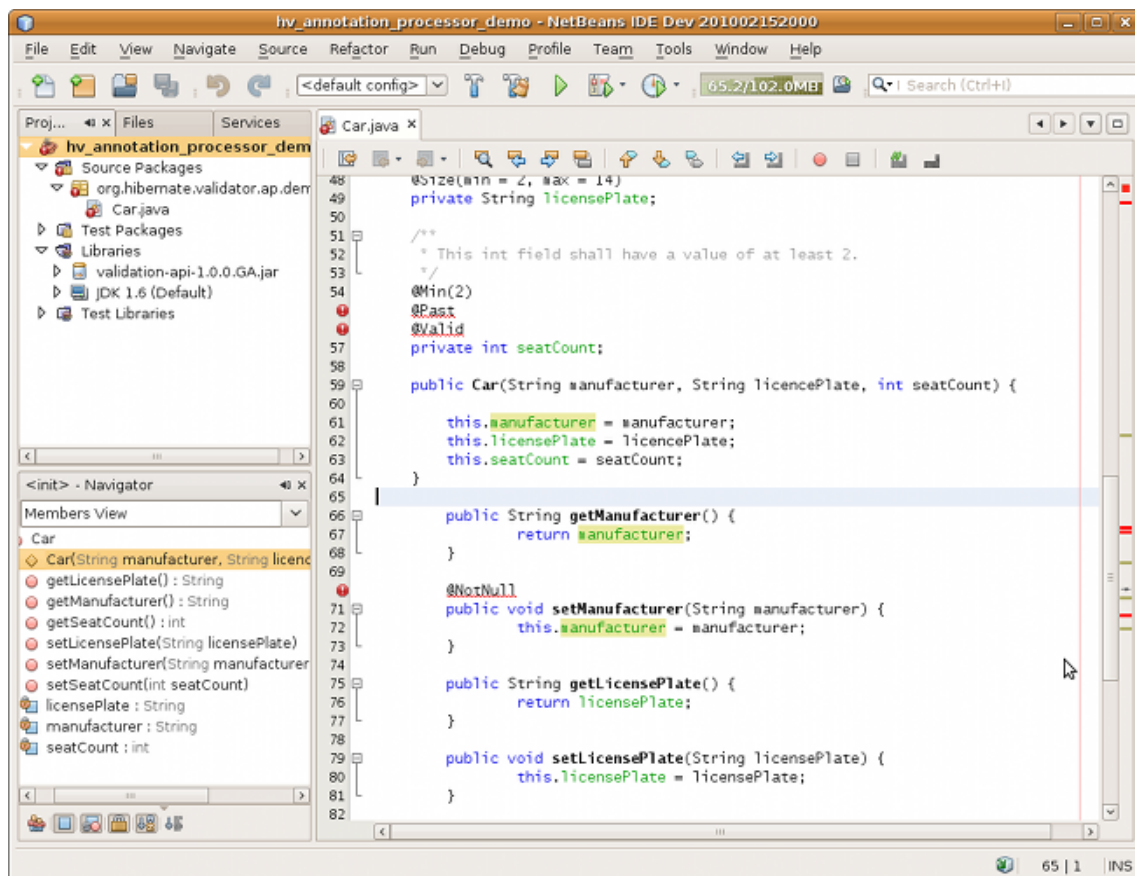 hv_annotation_processor_demo - NetBeans IDE Dev 201002152000
File Edit View Navigate Source Refactor Run Debug Profile Team Tools Window Help
<default config> 65.2/102.0MB Search (Ctrl+I)
Proj... Files Services
hv_annotation_processor_dem
Source Packages
org.hibernate.validator.ap.dem
Car.java
Test Packages
Libraries
validation-api-1.0.0.GA.jar
JDK 1.6 (Default)
Test Libraries
<init> - Navigator
Members View
Car
Car(String manufacturer, String licenc
getLicensePlate() : String
getManufacturer() : String
getSeatCount() : int
setLicensePlate(String licensePlate)
setManufacturer(String manufacturer
setSeatCount(int seatCount)
licensePlate : String
manufacturer : String
seatCount : int
Car.java
48 @Size(min = 2, max = 14)
49 private String licensePlate;
50
51 /**
52 * This int field shall have a value of at least 2.
53 */
54 @Min(2)
@Past
@Valid
57 private int seatCount;
58
59 public Car(String manufacturer, String licencePlate, int seatCount) {
60
61 this.manufacturer = manufacturer;
62 this.licensePlate = licencePlate;
63 this.seatCount = seatCount;
64 }
65
66 public String getManufacturer() {
67 return manufacturer;
68 }
69
@NotNull
71 public void setManufacturer(String manufacturer) {
72 this.manufacturer = manufacturer;
73 }
74
75 public String getLicensePlate() {
76 return licensePlate;
77 }
78
79 public void setLicensePlate(String licensePlate) {
80 this.licensePlate = licensePlate;
81 }
82
65 | 1 INS